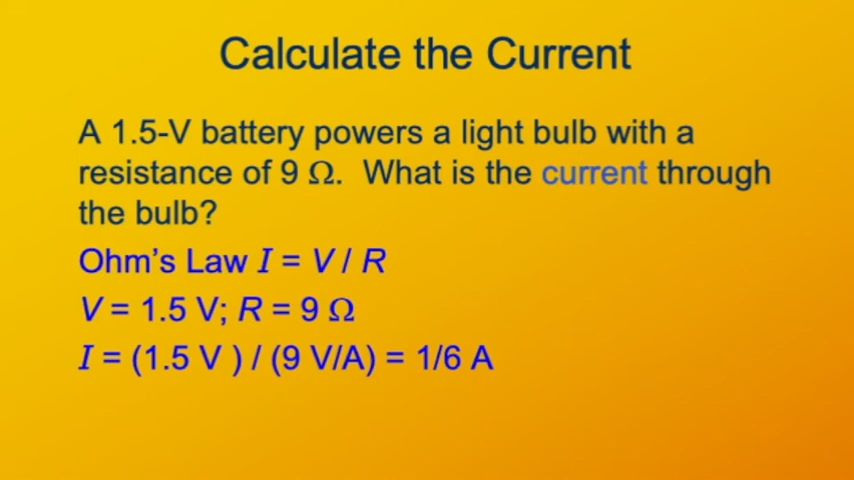 Calculate the Current
A 1.5-V battery powers a light bulb with a
resistance of 9 Ω. What is the current through
the bulb?
Ohm's Law I = V / R
V = 1.5 V; R = 9 Ω
I = (1.5 V ) / (9 V/A) = 1/6 A